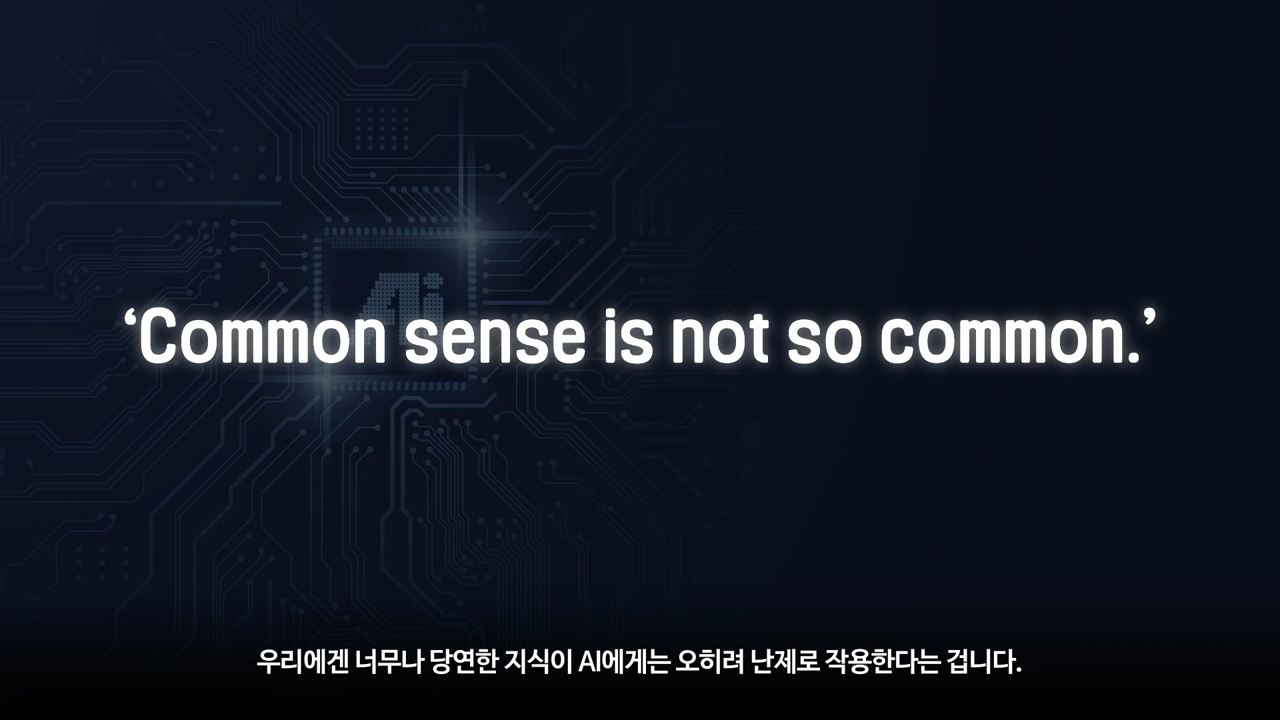 Ai
‘Common sense is not so common.’
우리에겐 너무나 당연한 지식이 AI에게는 오히려 난제로 작용한다는 겁니다.